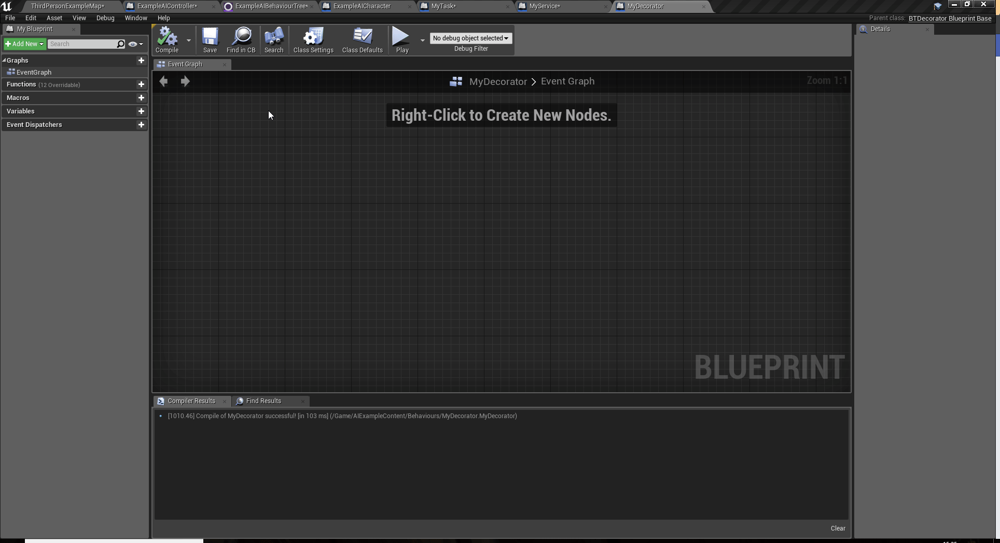 ThirdPersonExampleMap* ExampleAIController* ExampleAIBehaviourTree* ExampleAICharacter MyTask* MyService* MyDecorator
File Edit Asset View Debug Window Help Parent class: BTDecorator Blueprint Base
My Blueprint
Add New Search
Graphs
EventGraph
Functions (12 Overridable)
Macros
Variables
Event Dispatchers
Compile Save Find in CB Search Class Settings Class Defaults Play
No debug object selected
Debug Filter
Details
Event Graph
MyDecorator > Event Graph
Zoom 1:1
Right-Click to Create New Nodes.
BLUEPRINT
Compiler Results Find Results
[1010.46] Compile of MyDecorator successful! [in 103 ms] (/Game/AIExampleContent/Behaviours/MyDecorator.MyDecorator)
Clear